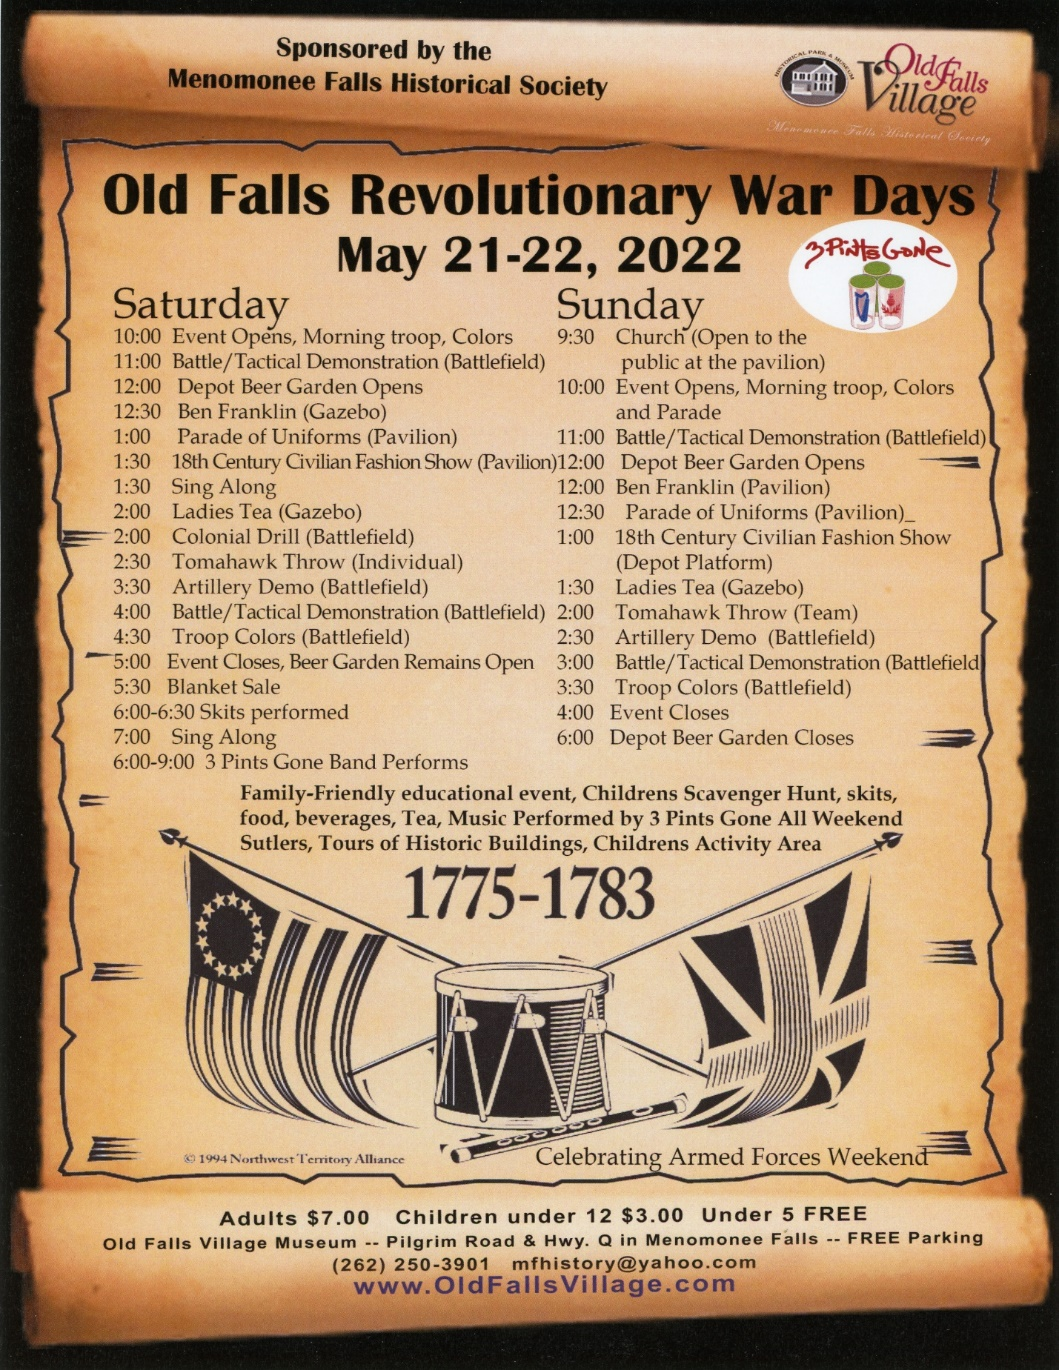 Sponsored by the
Menomonee Falls Historical Society
HISTORICAL PARK & MUSEUM
Old Falls
Village
Menomonee Falls Historical Society
Old Falls Revolutionary War Days
May 21-22, 2022
3 Pints Gone
Saturday
10:00 Event Opens, Morning troop, Colors
11:00 Battle/Tactical Demonstration (Battlefield)
12:00 Depot Beer Garden Opens
12:30 Ben Franklin (Gazebo)
1:00 Parade of Uniforms (Pavilion)
1:30 18th Century Civilian Fashion Show (Pavilion)
1:30 Sing Along
2:00 Ladies Tea (Gazebo)
2:00 Colonial Drill (Battlefield)
2:30 Tomahawk Throw (Individual)
3:30 Artillery Demo (Battlefield)
4:00 Battle/Tactical Demonstration (Battlefield)
4:30 Troop Colors (Battlefield)
5:00 Event Closes, Beer Garden Remains Open
5:30 Blanket Sale
6:00-6:30 Skits performed
7:00 Sing Along
6:00-9:00 3 Pints Gone Band Performs
Sunday
9:30 Church (Open to the
public at the pavilion)
10:00 Event Opens, Morning troop, Colors
and Parade
11:00 Battle/Tactical Demonstration (Battlefield)
12:00 Depot Beer Garden Opens
12:00 Ben Franklin (Pavilion)
12:30 Parade of Uniforms (Pavilion)_
1:00 18th Century Civilian Fashion Show
(Depot Platform)
1:30 Ladies Tea (Gazebo)
2:00 Tomahawk Throw (Team)
2:30 Artillery Demo (Battlefield)
3:00 Battle/Tactical Demonstration (Battlefield)
3:30 Troop Colors (Battlefield)
4:00 Event Closes
6:00 Depot Beer Garden Closes
Family-Friendly educational event, Childrens Scavenger Hunt, skits,
food, beverages, Tea, Music Performed by 3 Pints Gone All Weekend
Sutlers, Tours of Historic Buildings, Childrens Activity Area
1775-1783
© 1994 Northwest Territory Alliance
Celebrating Armed Forces Weekend
Adults $7.00 Children under 12 $3.00 Under 5 FREE
Old Falls Village Museum -- Pilgrim Road & Hwy. Q in Menomonee Falls -- FREE Parking
(262) 250-3901 mfhistory@yahoo.com
www.OldFallsVillage.com